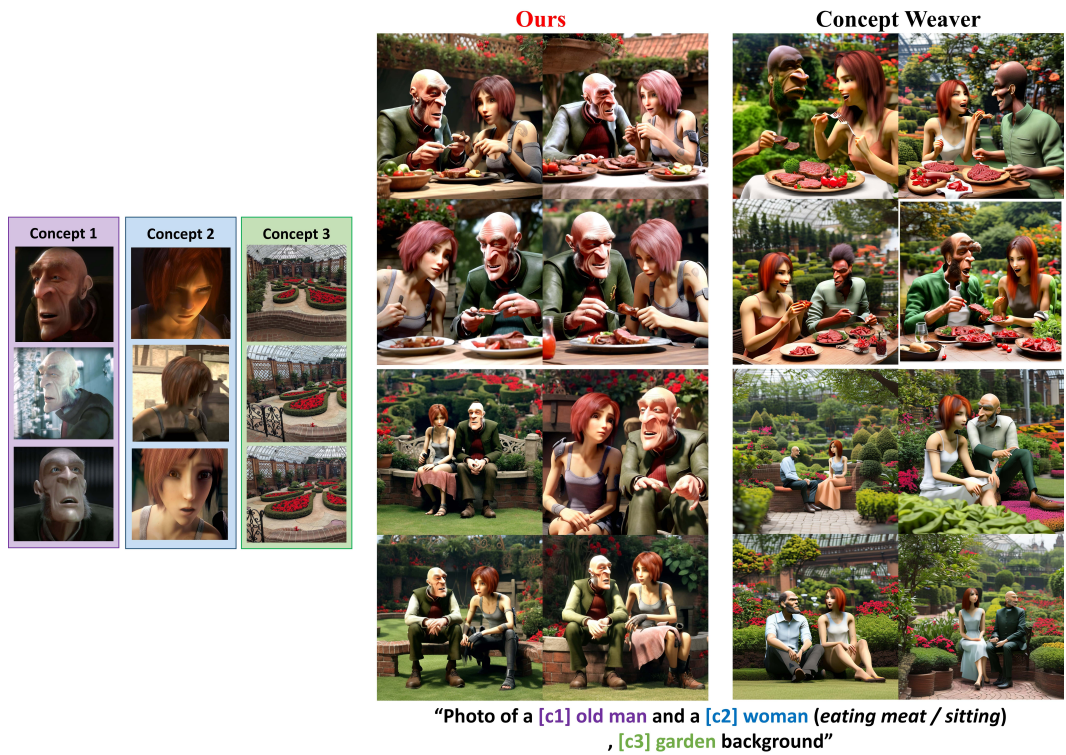 Ours
Concept Weaver
Concept 1
Concept 2
Concept 3
“Photo of a [c1] old man and a [c2] woman (eating meat / sitting)
, [c3] garden background”